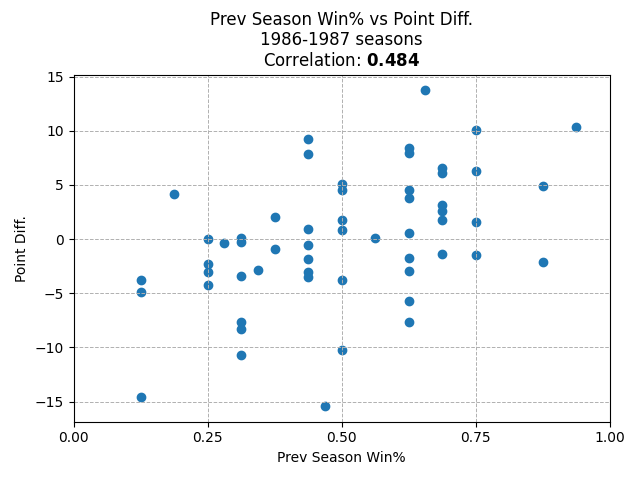 Prev Season Win% vs Point Diff.
1986-1987 seasons
Correlation: 0.484
15
10
5
0
−5
−10
−15
Point Diff.
0.00 0.25 0.50 0.75 1.00
Prev Season Win%